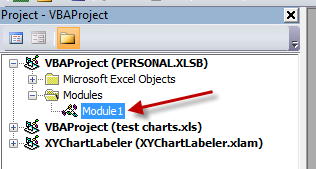 Project - VBAProject
VBAProject (PERSONAL.XLSB)
Microsoft Excel Objects
Modules
Module1
VBAProject (test charts.xls)
XYChartLabeler (XYChartLabeler.xlam)